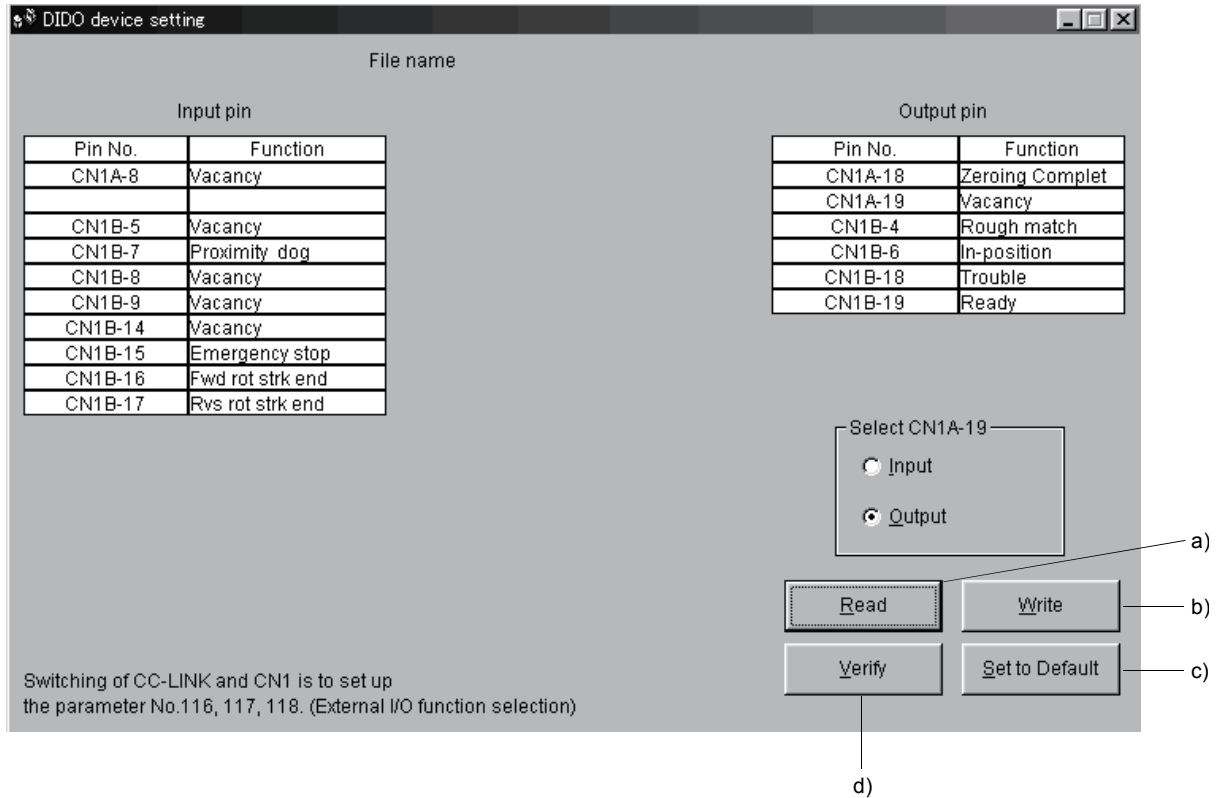 DIDO device setting
File name
Input pin
Pin No. Function
CN1A-8 Vacancy
CN1B-5 Vacancy
CN1B-7 Proximity dog
CN1B-8 Vacancy
CN1B-9 Vacancy
CN1B-14 Vacancy
CN1B-15 Emergency stop
CN1B-16 Fwd rot strk end
CN1B-17 Rvs rot strk end
Output pin
Pin No. Function
CN1A-18 Zeroing Complet
CN1A-19 Vacancy
CN1B-4 Rough match
CN1B-6 In-position
CN1B-18 Trouble
CN1B-19 Ready
Select CN1A-19
Input
Output
a)
Read Write b)
Verify Set to Default c)
Switching of CC-LINK and CN1 is to set up
the parameter No.116, 117, 118. (External I/O function selection)
d)